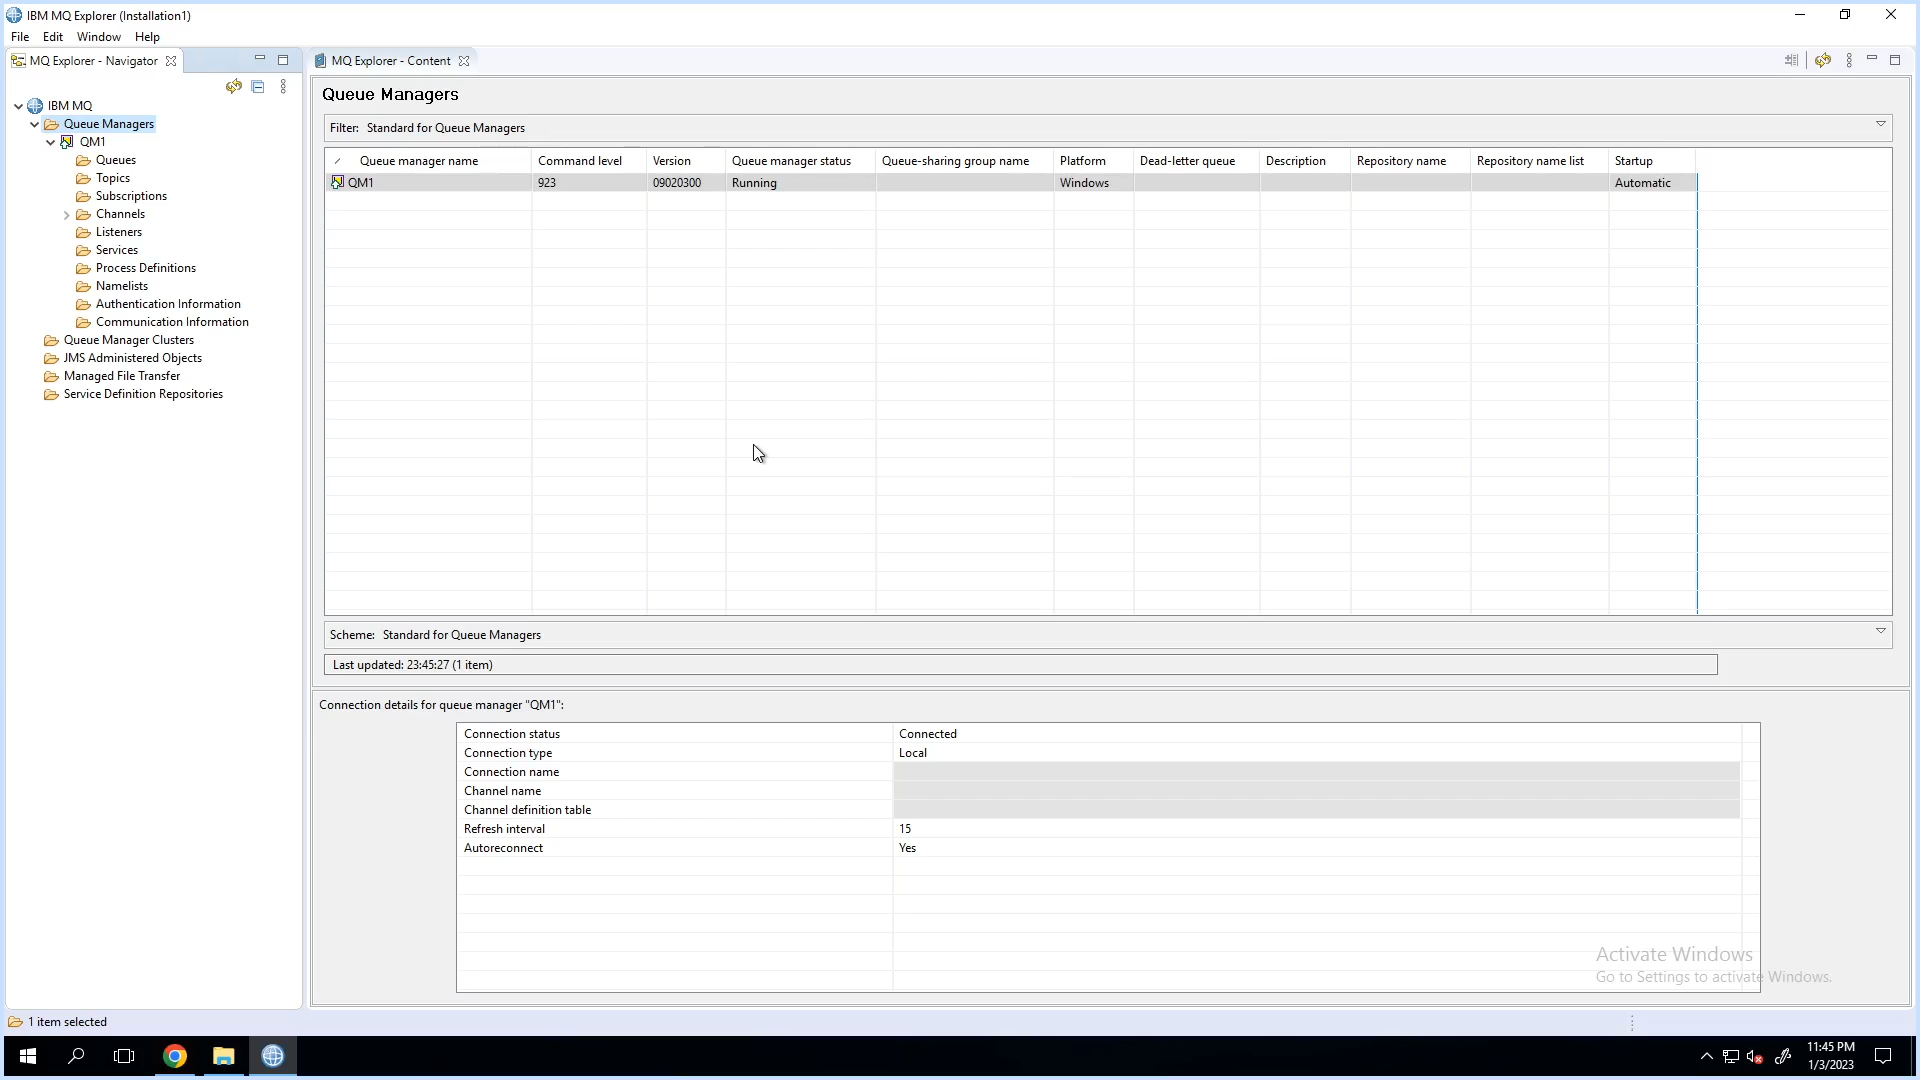 IBM MQ Explorer (Installation1)
File Edit Window Help
MQ Explorer - Navigator
MQ Explorer - Content
IBM MQ
Queue Managers
QM1
Queues
Topics
Subscriptions
Channels
Listeners
Services
Process Definitions
Namelists
Authentication Information
Communication Information
Queue Manager Clusters
JMS Administered Objects
Managed File Transfer
Service Definition Repositories
Queue Managers
Filter: Standard for Queue Managers
Queue manager name Command level Version Queue manager status Queue-sharing group name Platform Dead-letter queue Description Repository name Repository name list Startup
QM1 923 09020300 Running Windows Automatic
Scheme: Standard for Queue Managers
Last updated: 23:45:27 (1 item)
Connection details for queue manager "QM1":
Connection status Connected
Connection type Local
Connection name
Channel name
Channel definition table
Refresh interval 15
Autoreconnect Yes
Activate Windows
Go to Settings to activate Windows.
1 item selected
11:45 PM
1/3/2023